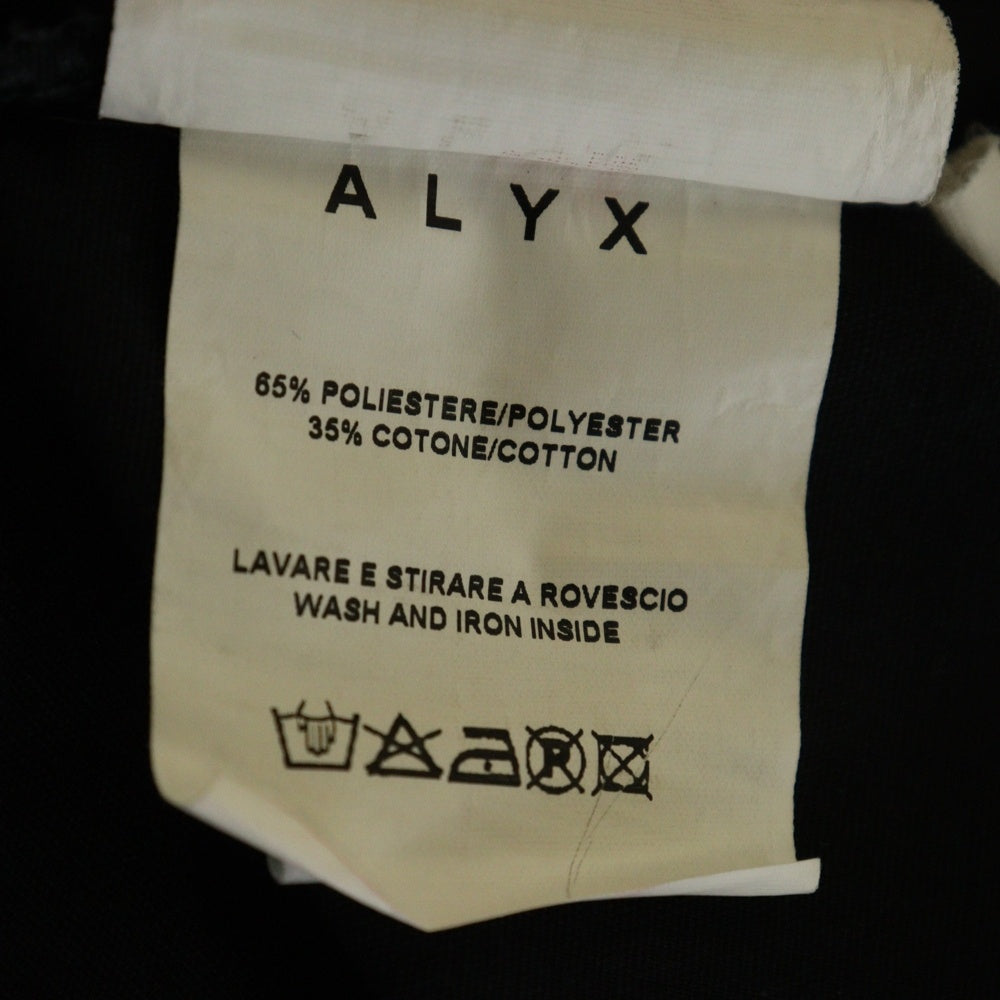 ALYX
65% POLIESTERE/POLYESTER
35% COTONE/COTTON
LAVARE E STIRARE A ROVESCIO
WASH AND IRON INSIDE
P